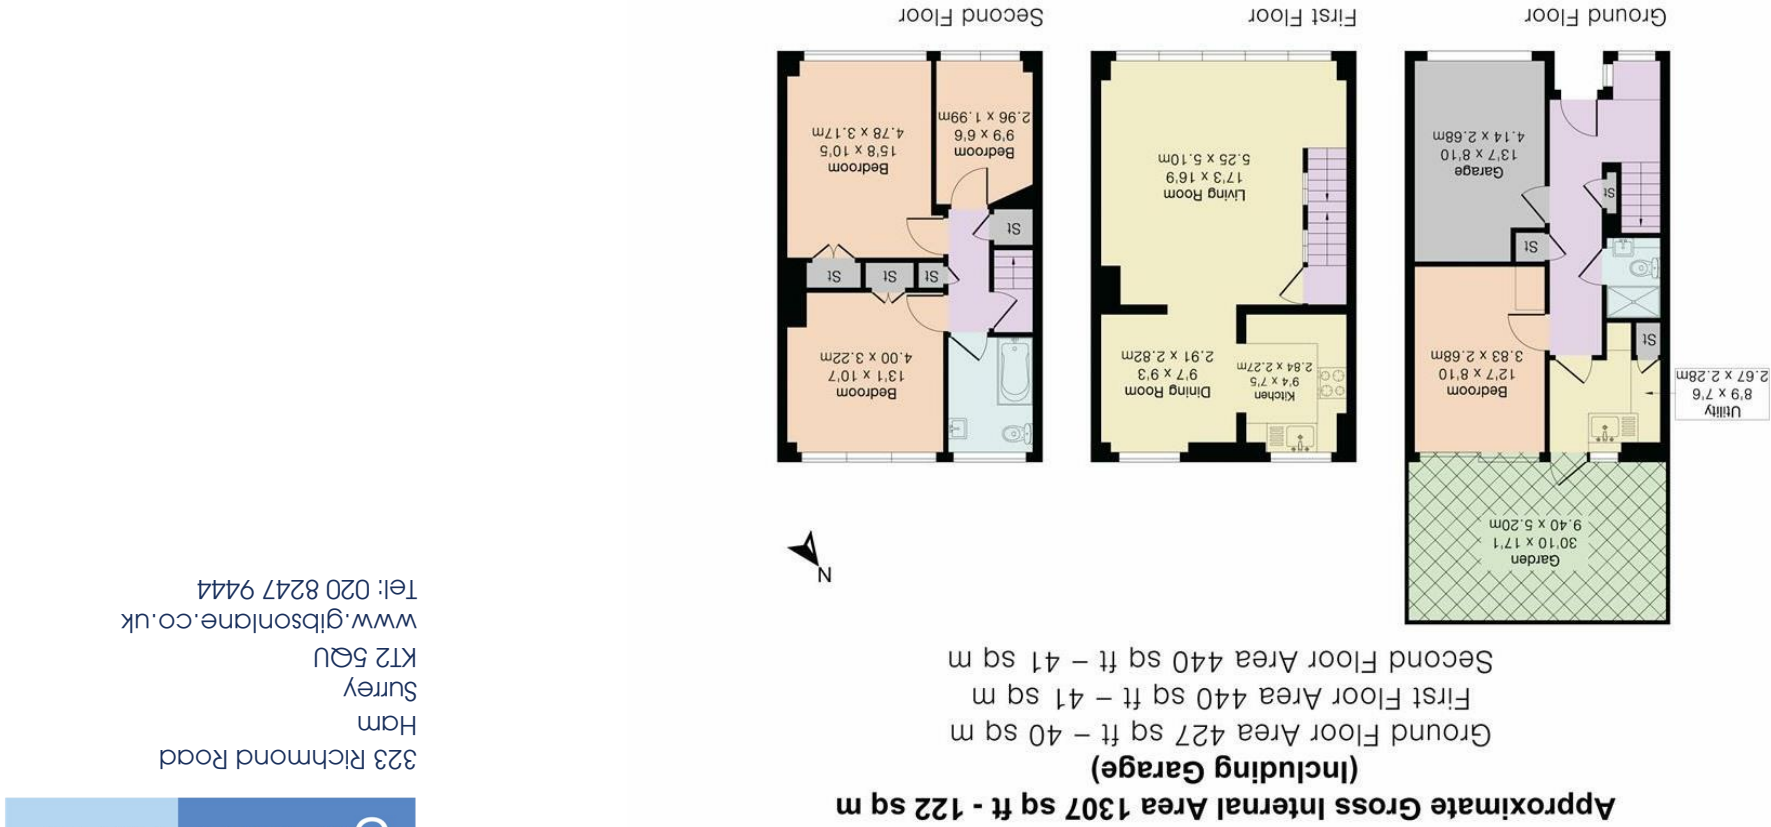 Approximate Gross Internal Area 1307 sq ft - 122 sq m
(Including Garage)
Ground Floor Area 427 sq ft – 40 sq m
First Floor Area 440 sq ft – 41 sq m
Second Floor Area 440 sq ft – 41 sq m
Garden
30'10 x 17'1
9.40 x 5.20m
Utility
8'9 x 7'6
2.67 x 2.28m
St
Bedroom
12'7 x 8'10
3.83 x 2.68m
St
St
Garage
13'7 x 8'10
4.14 x 2.68m
Ground Floor
Kitchen
9'4 x 7'5
2.84 x 2.27m
Dining Room
9'7 x 9'3
2.91 x 2.82m
Living Room
17'3 x 16'9
5.25 x 5.10m
First Floor
N
Bedroom
13'1 x 10'7
4.00 x 3.22m
St
St
St
St
Bedroom
9'9 x 6'6
2.96 x 1.99m
Bedroom
15'8 x 10'5
4.78 x 3.17m
Second Floor
323 Richmond Road
Ham
Surrey
KT2 5QU
www.gibsonlane.co.uk
Tel: 020 8247 9444